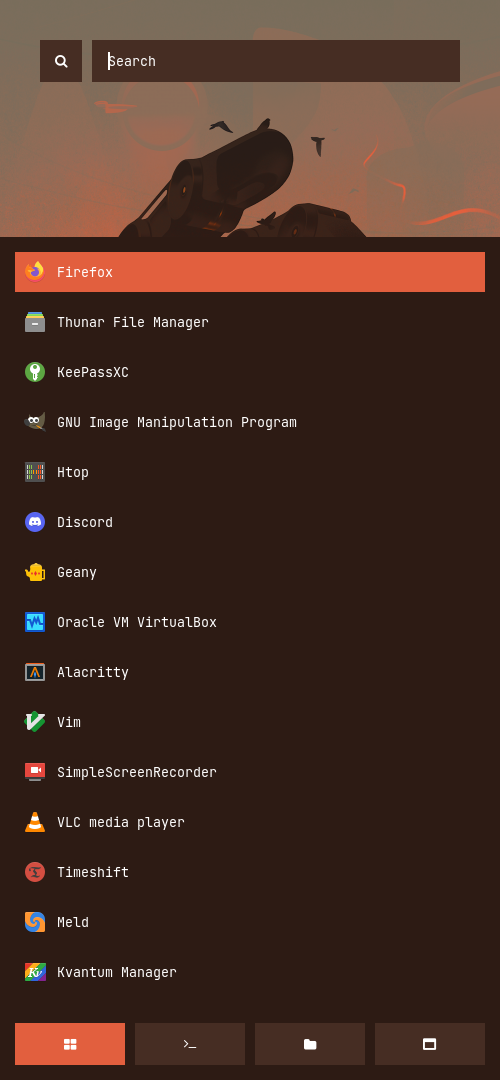 Search
Firefox
Thunar File Manager
KeePassXC
GNU Image Manipulation Program
Htop
Discord
Geany
Oracle VM VirtualBox
Alacritty
Vim
SimpleScreenRecorder
VLC media player
Timeshift
Meld
Kvantum Manager